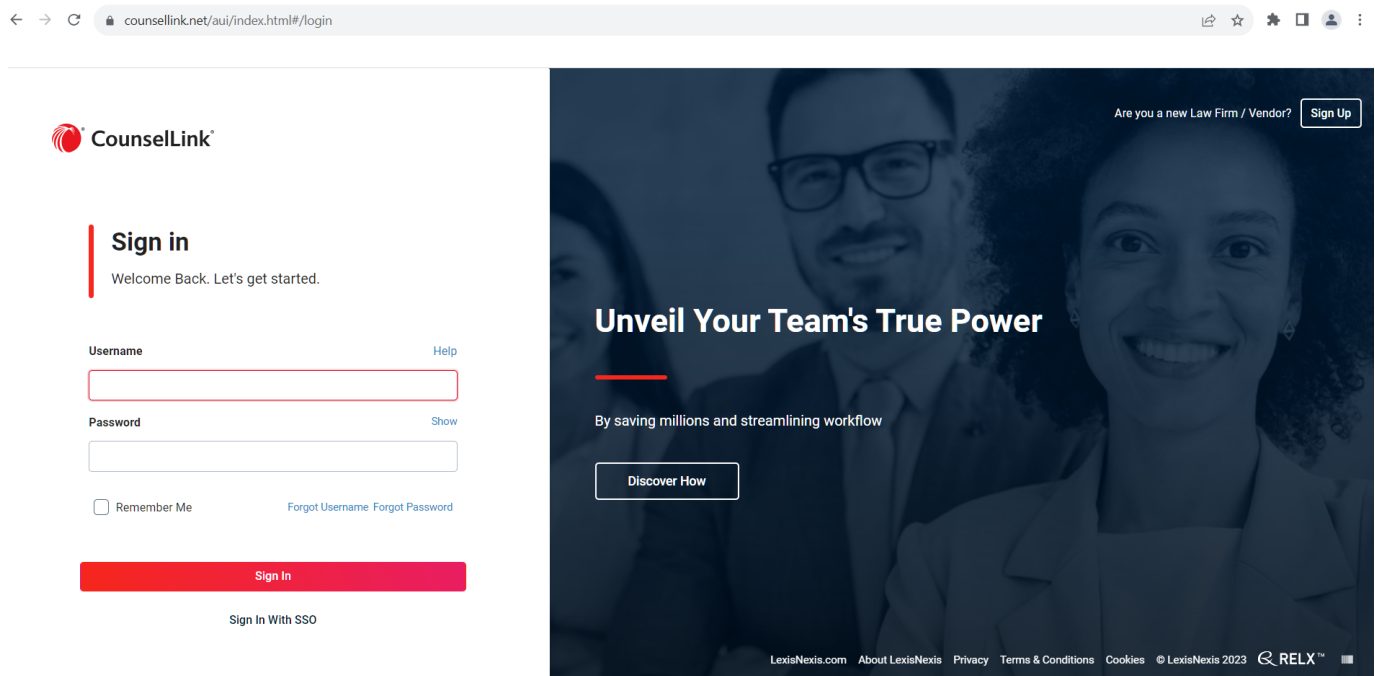 counsellink.net/aui/index.html#/login
Are you a new Law Firm / Vendor? Sign Up
CounselLink®
Sign in
Welcome Back. Let's get started.
Username Help
Password Show
Remember Me Forgot Username Forgot Password
Sign In
Sign In With SSO
Unveil Your Team's True Power
By saving millions and streamlining workflow
Discover How
LexisNexis.com About LexisNexis Privacy Terms & Conditions Cookies © LexisNexis 2023 RELX™